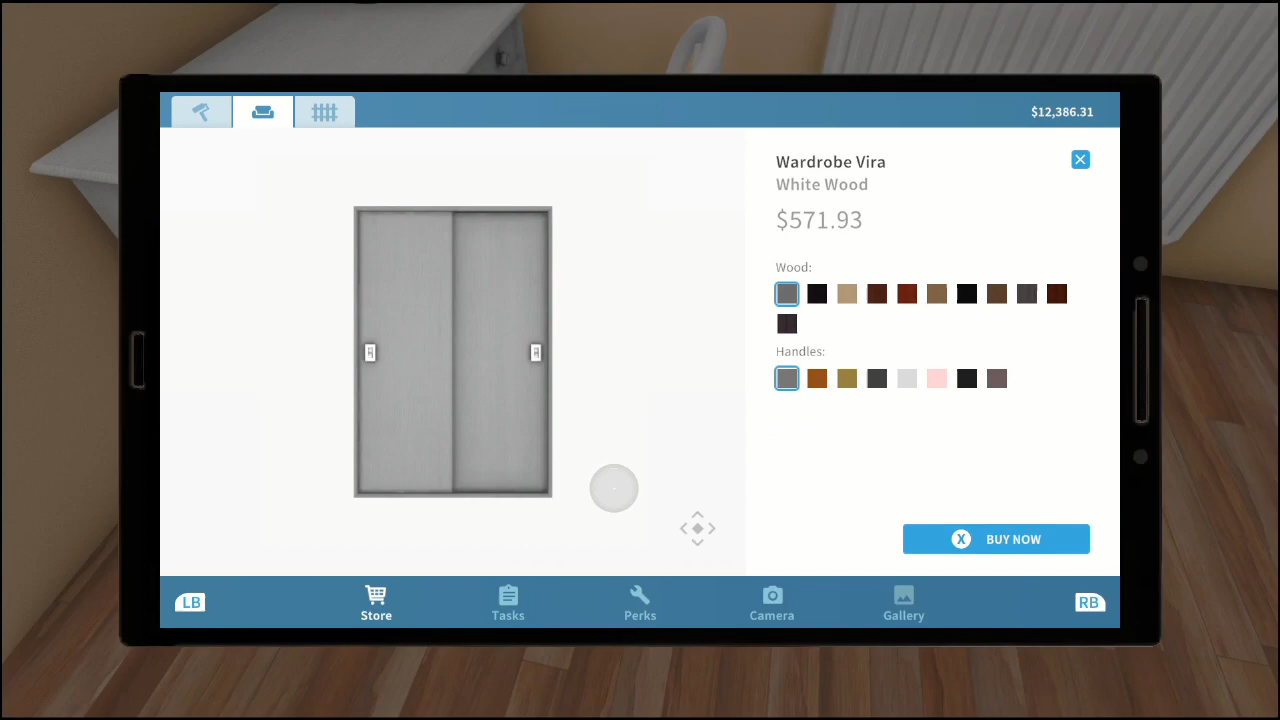 $12,386.31
Wardrobe Vira
White Wood
$571.93
Wood:
Handles:
X BUY NOW
LB
Store
Tasks
Perks
Camera
Gallery
RB